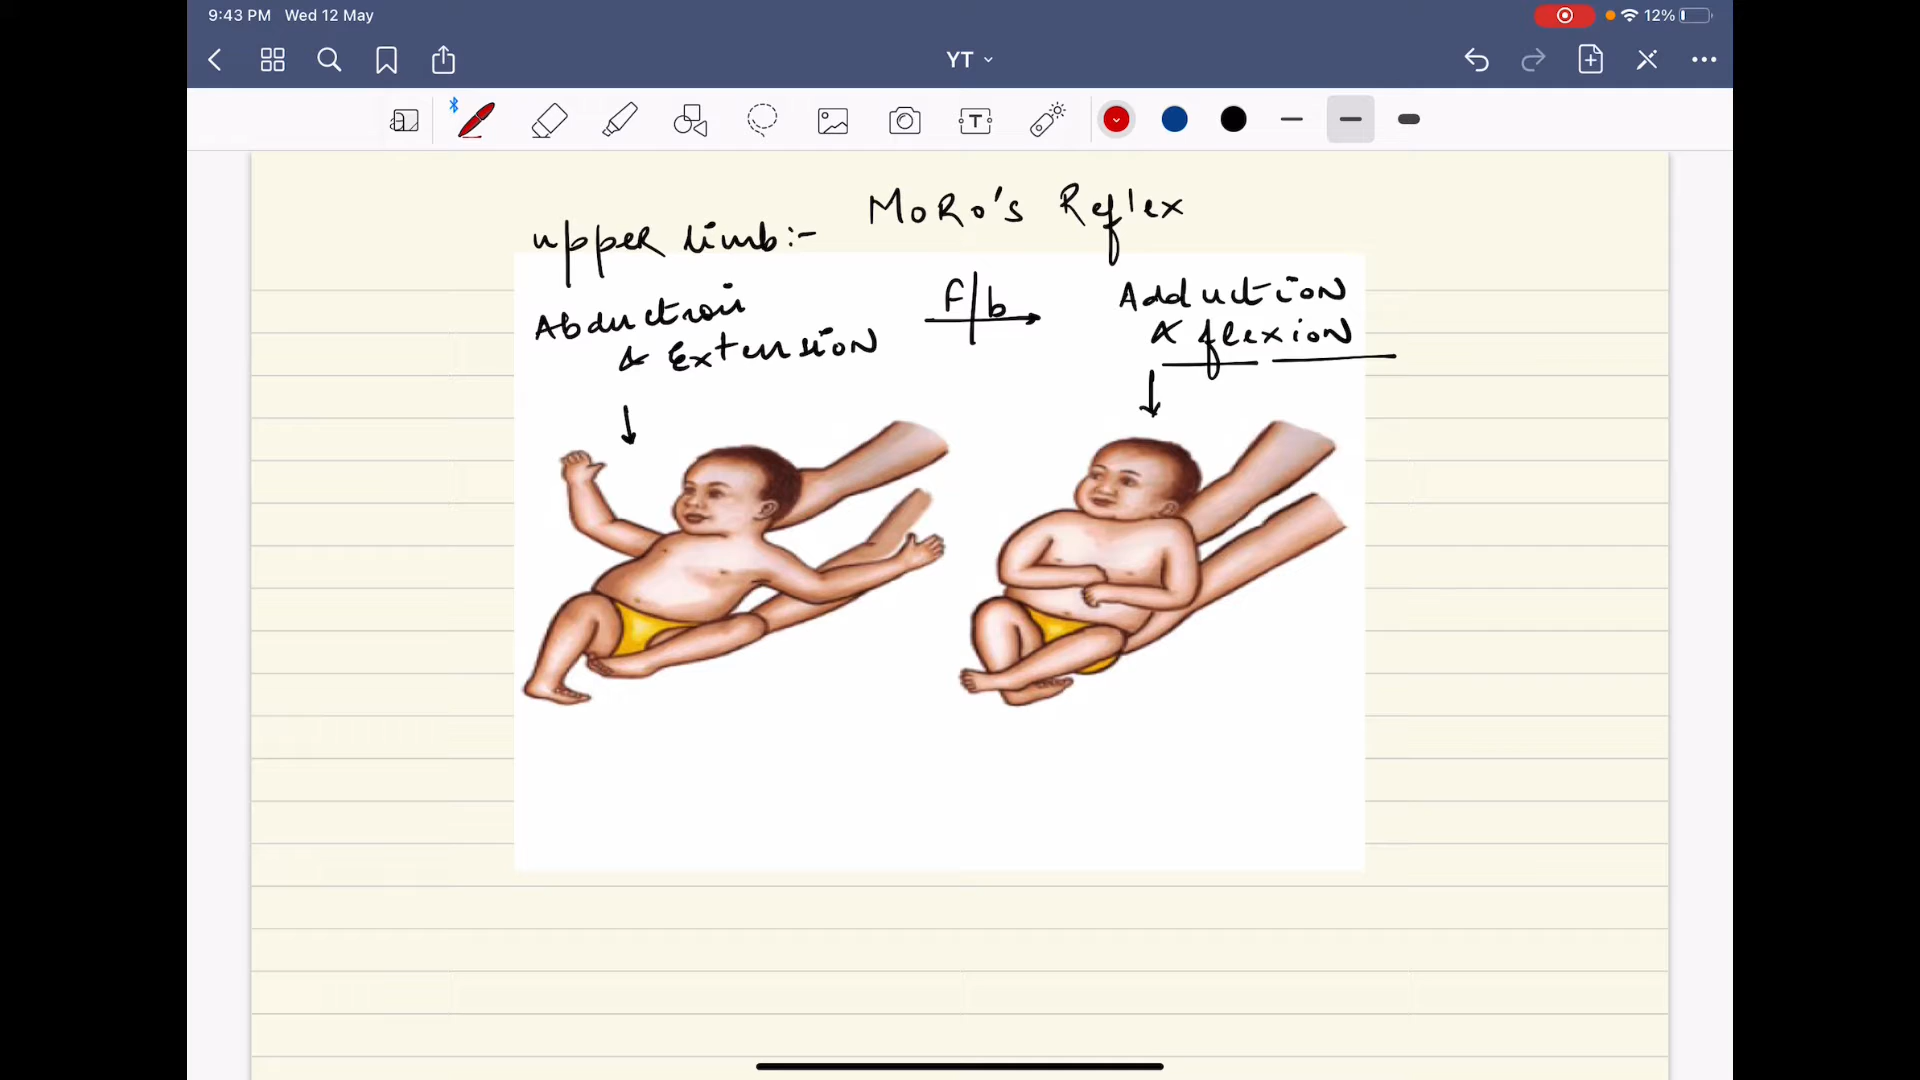 9:43 PM Wed 12 May
12%
YT
a
T
MoRo's Reflex
upper limb:-
Abduction
& Extension
f/b
Adduction
& flexion